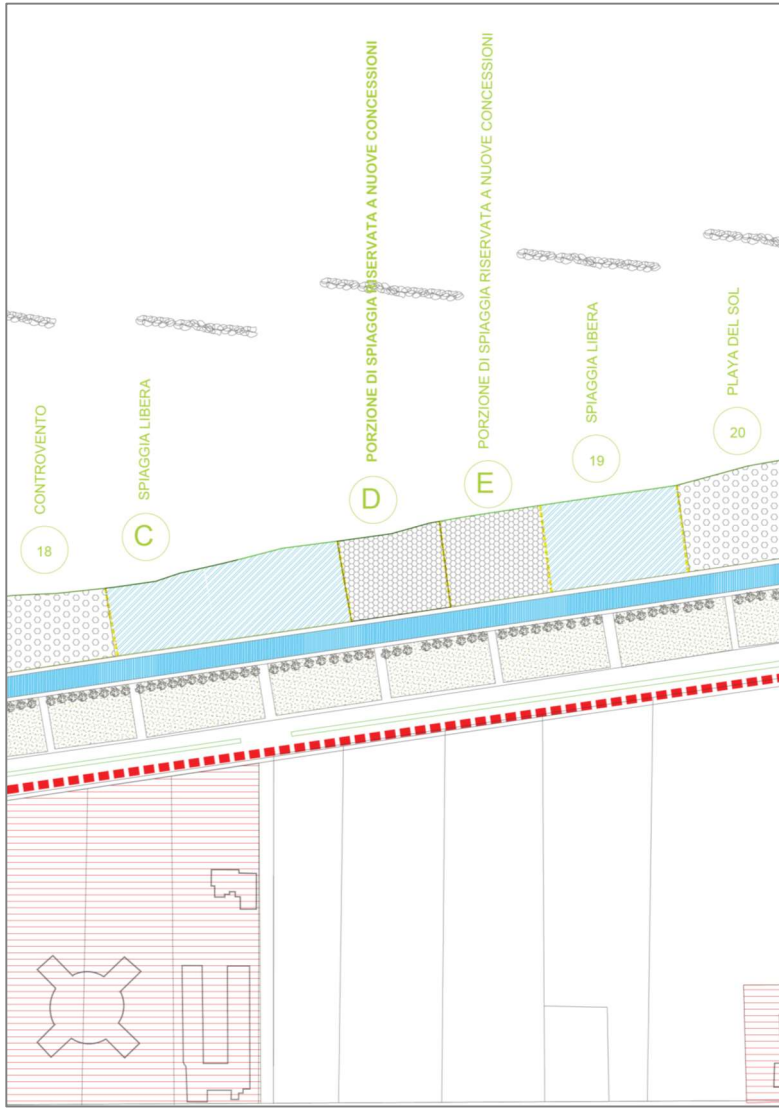 CONTROVENTO
18
SPIAGGIA LIBERA
C
PORZIONE DI SPIAGGIA RISERVATA A NUOVE CONCESSIONI
D
PORZIONE DI SPIAGGIA RISERVATA A NUOVE CONCESSIONI
E
SPIAGGIA LIBERA
19
PLAYA DEL SOL
20